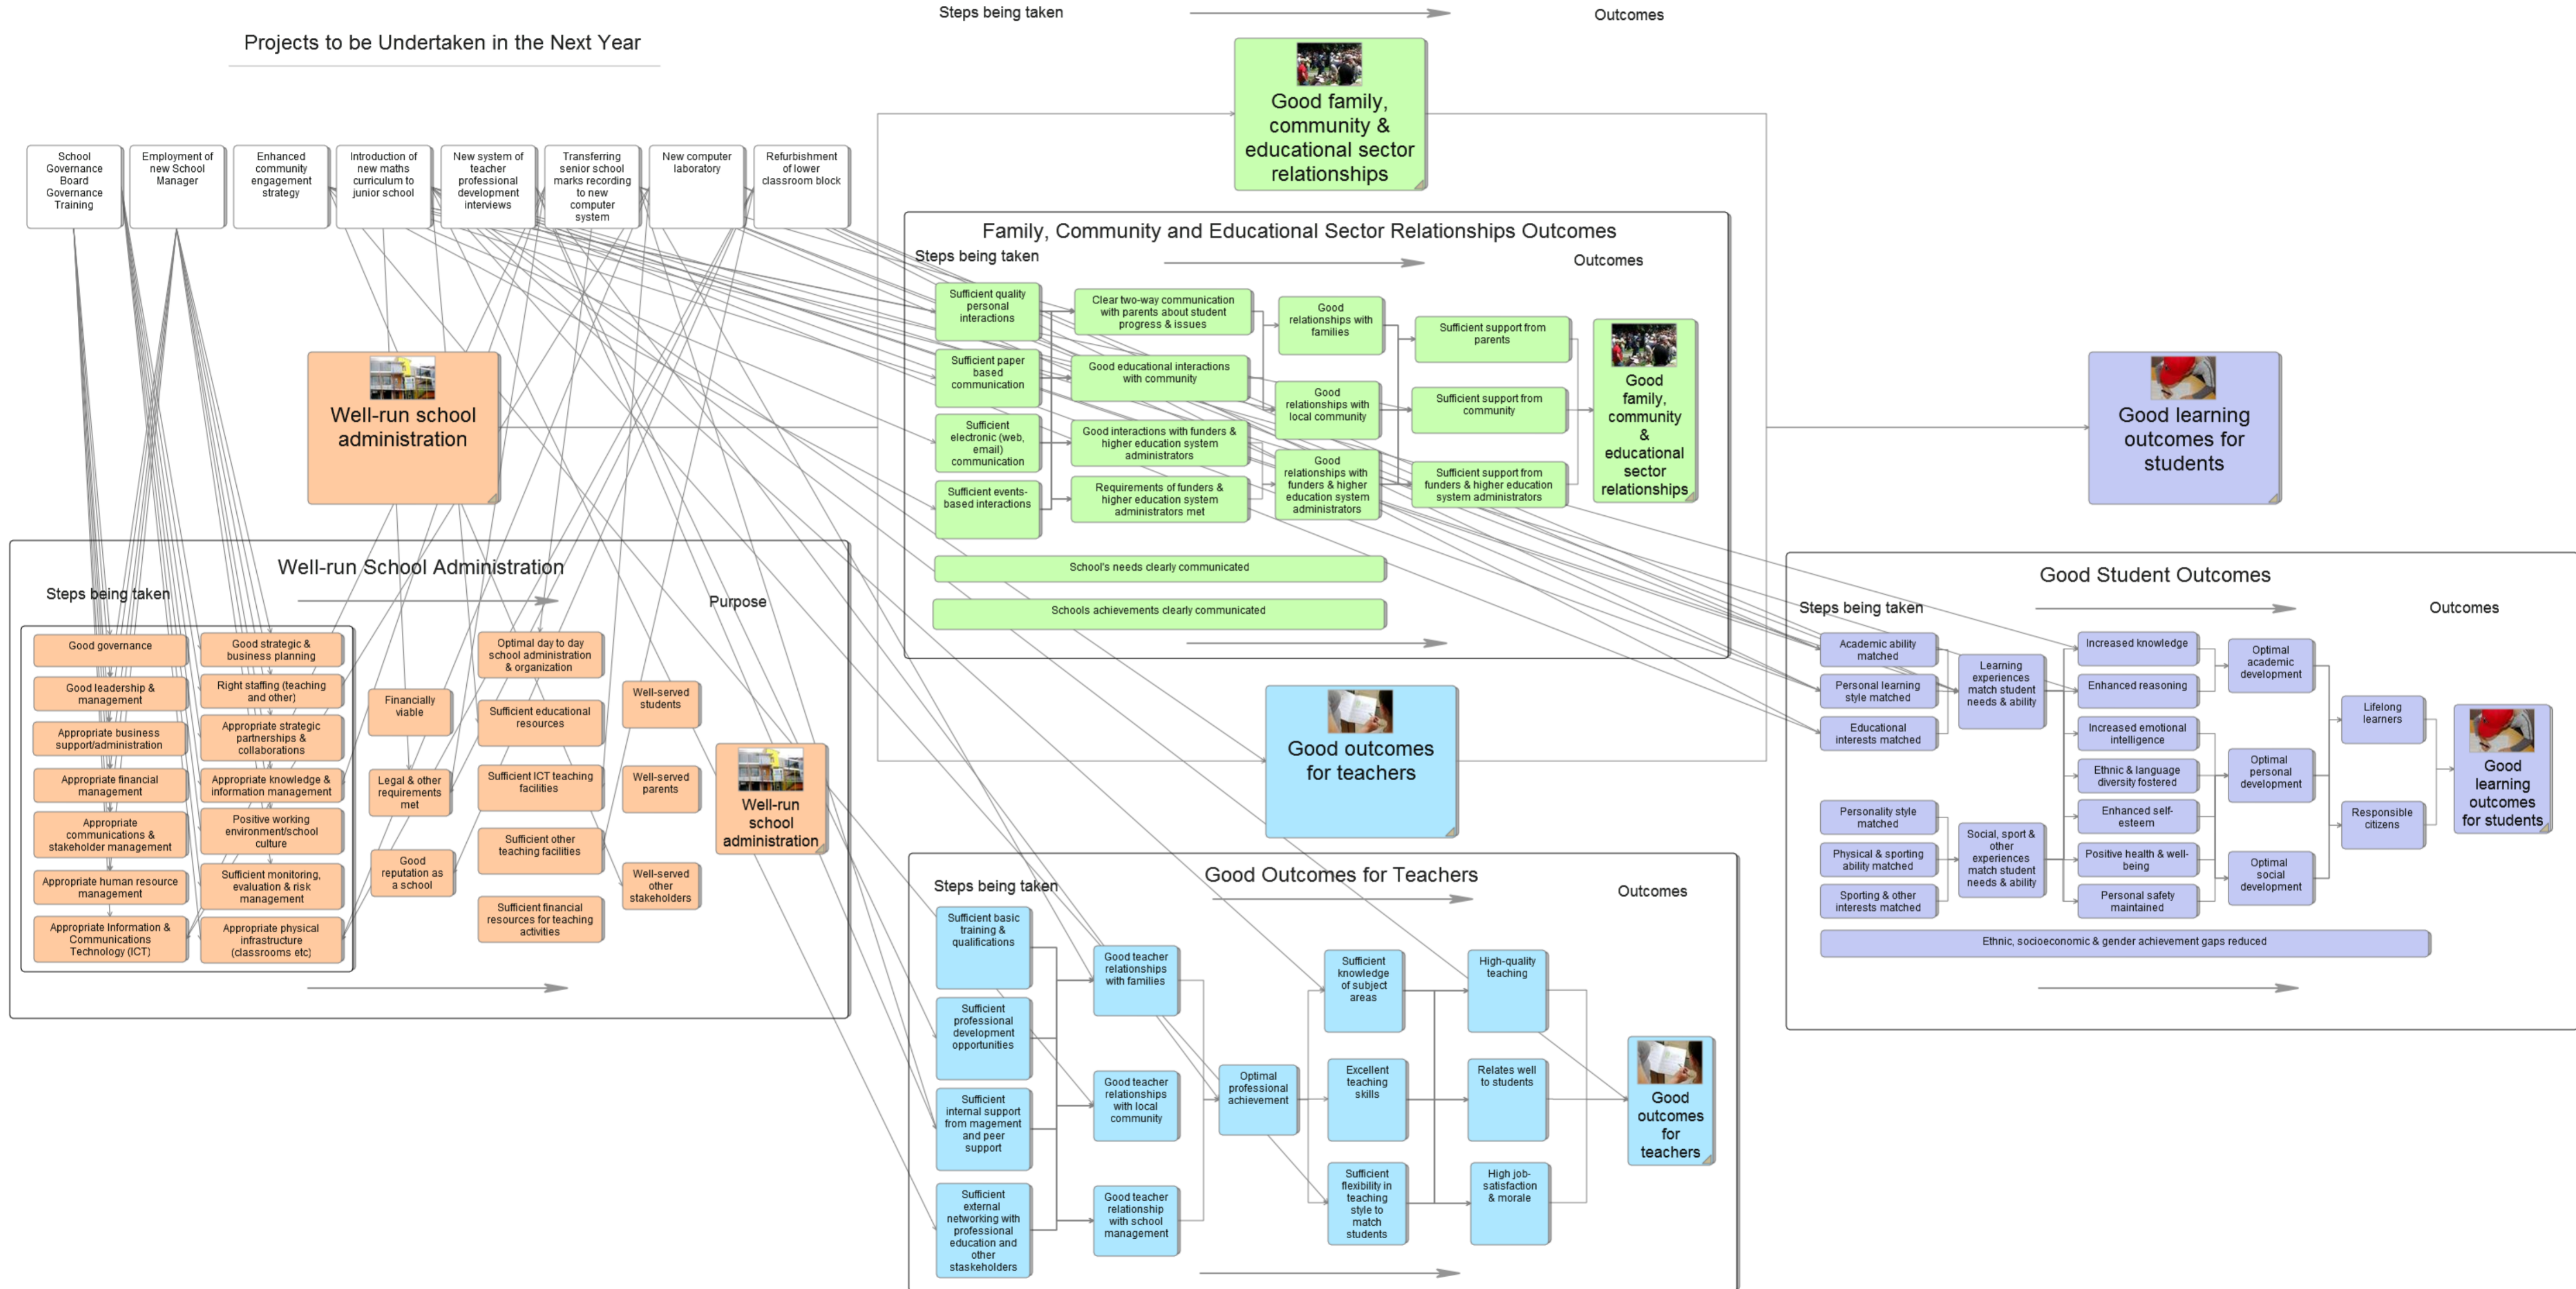 Steps being taken
Outcomes
Projects to be Undertaken in the Next Year
Good family,
community &
educational sector
relationships
School
Governance
Board
Governance
Training
Employment of
new School
Manager
Enhanced
community
engagement
strategy
Introduction of
new maths
curriculum to
junior school
New system of
teacher
professional
development
interviews
Transferring
senior school
marks recording
to new
computer
system
New computer
laboratory
Refurbishment
of lower
classroom block
Family, Community and Educational Sector Relationships Outcomes
Steps being taken
Outcomes
Sufficient quality
personal
interactions
Sufficient paper
based
communication
Sufficient
electronic (web,
email)
communication
Sufficient events-
based interactions
Clear two-way communication
with parents about student
progress & issues
Good educational interactions
with community
Good interactions with funders &
higher education system
administrators
Requirements of funders &
higher education system
administrators met
Good
relationships with
families
Good
relationships with
local community
Good
relationships with
funders & higher
education system
administrators
Sufficient support from
parents
Sufficient support from
community
Sufficient support from
funders & higher education
system administrators
Good
family,
community
&
educational
sector
relationships
School's needs clearly communicated
Schools achievements clearly communicated
Well-run school
administration
Good learning
outcomes for
students
Well-run School Administration
Steps being taken
Purpose
Good governance
Good leadership &
management
Appropriate business
support/administration
Appropriate financial
management
Appropriate
communications &
stakeholder management
Appropriate human resource
management
Appropriate Information &
Communications
Technology (ICT)
Good strategic &
business planning
Right staffing (teaching
and other)
Appropriate strategic
partnerships &
collaborations
Appropriate knowledge &
information management
Positive working
environment/school
culture
Sufficient monitoring,
evaluation & risk
management
Appropriate physical
infrastructure
(classrooms etc)
Financially
viable
Legal & other
requirements
met
Good
reputation as
a school
Optimal day to day
school administration
& organization
Sufficient educational
resources
Sufficient ICT teaching
facilities
Sufficient other
teaching facilities
Sufficient financial
resources for teaching
activities
Well-served
students
Well-served
parents
Well-served
other
stakeholders
Well-run
school
administration
Good outcomes
for teachers
Good Outcomes for Teachers
Steps being taken
Outcomes
Sufficient basic
training &
qualifications
Sufficient
professional
development
opportunities
Sufficient
internal support
from magement
and peer
support
Sufficient
external
networking with
professional
education and
other
staskeholders
Good teacher
relationships
with families
Good teacher
relationships
with local
community
Good teacher
relationship
with school
management
Optimal
professional
achievement
Sufficient
knowledge
of subject
areas
Excellent
teaching
skills
Sufficient
flexibility in
teaching
style to
match
students
High-quality
teaching
Relates well
to students
High job-
satisfaction
& morale
Good
outcomes
for
teachers
Good Student Outcomes
Steps being taken
Outcomes
Academic ability
matched
Personal learning
style matched
Educational
interests matched
Personality style
matched
Physical & sporting
ability matched
Sporting & other
interests matched
Learning
experiences
match student
needs & ability
Social, sport &
other
experiences
match student
needs & ability
Increased knowledge
Enhanced reasoning
Increased emotional
intelligence
Ethnic & language
diversity fostered
Enhanced self-
esteem
Positive health & well-
being
Personal safety
maintained
Optimal
academic
development
Optimal
personal
development
Optimal
social
development
Lifelong
learners
Responsible
citizens
Good
learning
outcomes
for students
Ethnic, socioeconomic & gender achievement gaps reduced